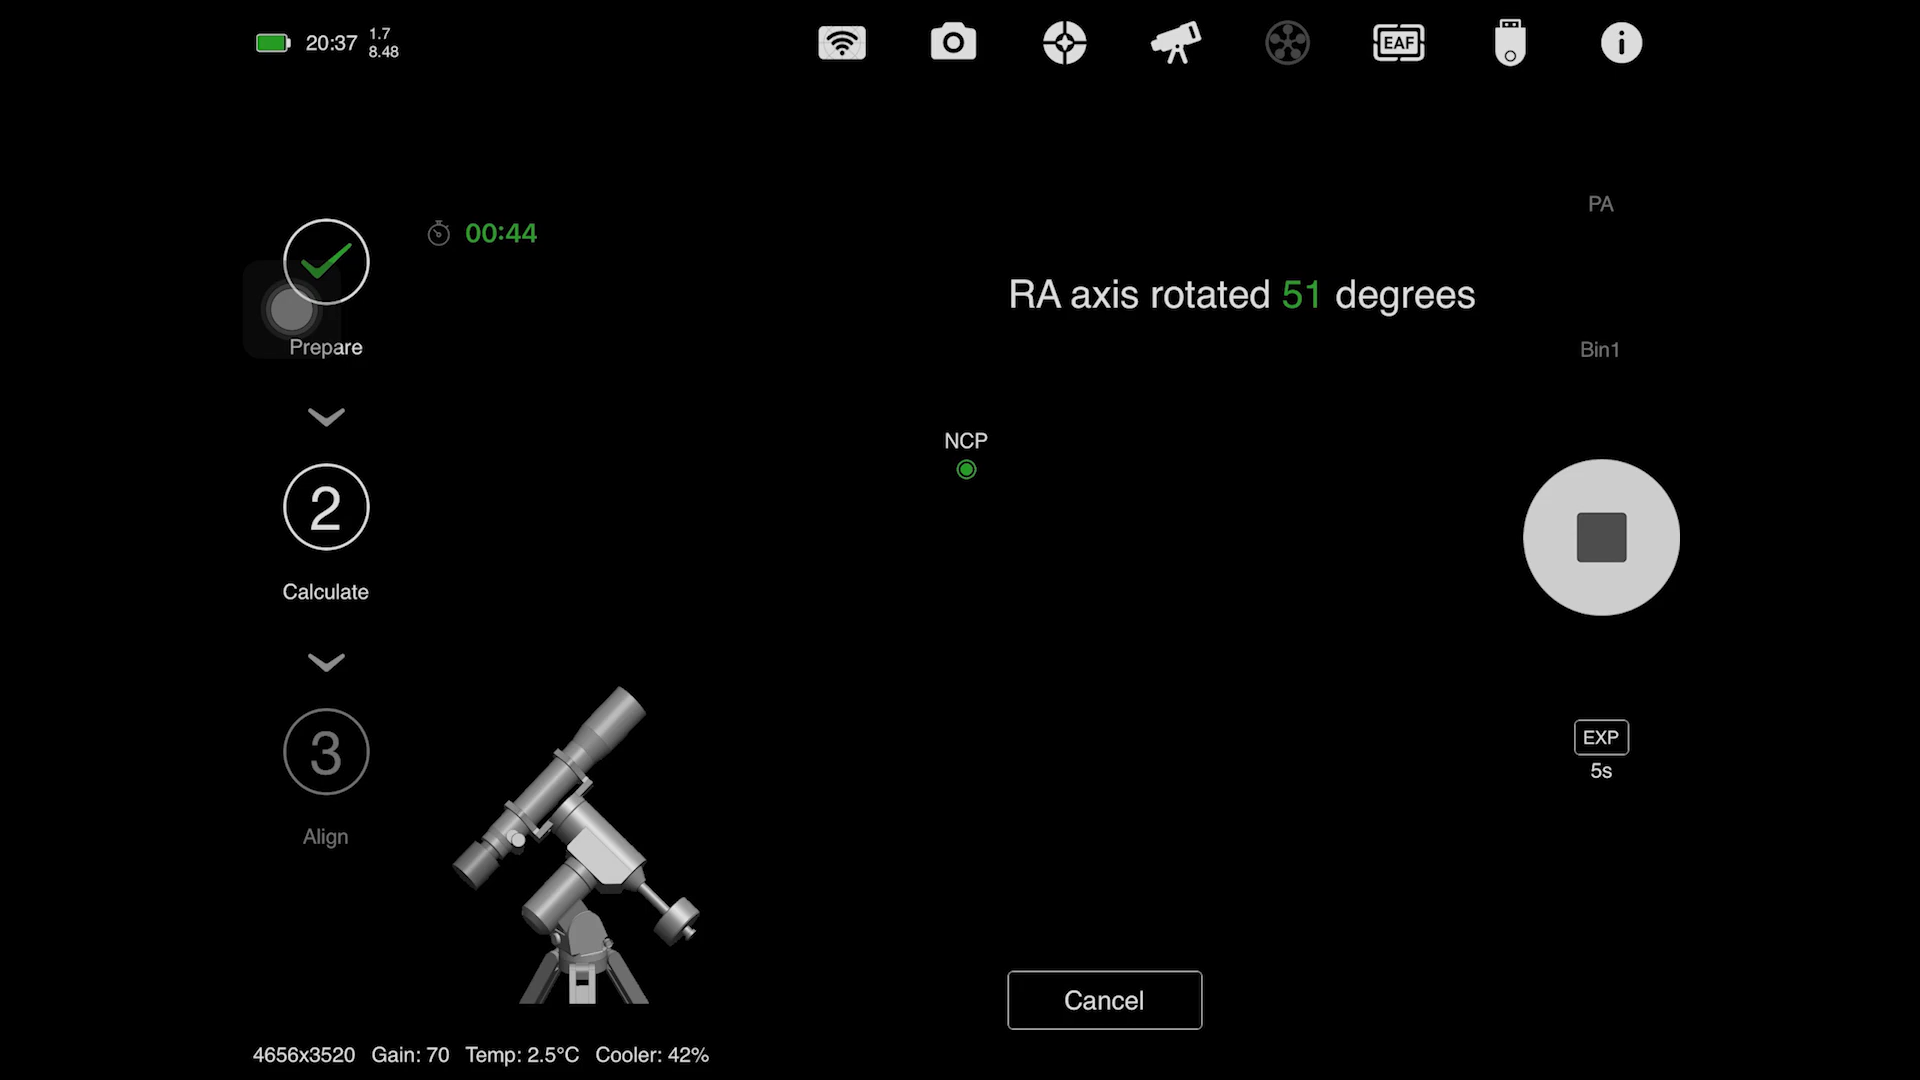 20:37
1.7
8.48
EAF
00:44
PA
RA axis rotated 51 degrees
Prepare
Bin1
NCP
2
Calculate
EXP
5s
3
Align
Cancel
4656x3520 Gain: 70 Temp: 2.5°C Cooler: 42%